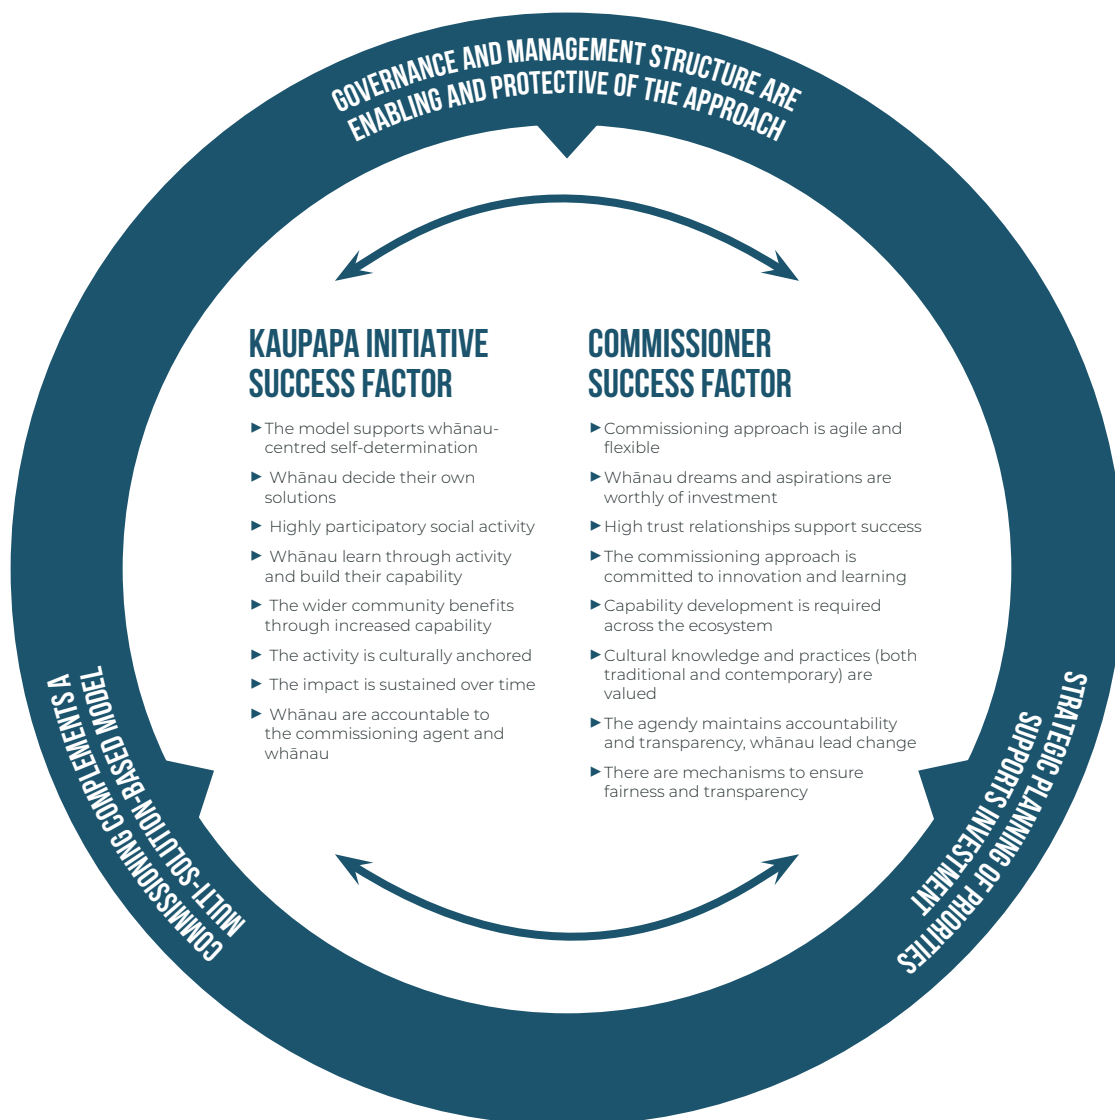 GOVERNANCE AND MANAGEMENT STRUCTURE ARE
ENABLING AND PROTECTIVE OF THE APPROACH
KAUPAPA INITIATIVE
SUCCESS FACTOR
►The model supports whānau-
centred self-determination
► Whānau decide their own
solutions
► Highly participatory social activity
► Whānau learn through activity
and build their capability
► The wider community benefits
through increased capability
► The activity is culturally anchored
► The impact is sustained over time
► Whānau are accountable to
the commissioning agent and
whānau
COMMISSIONER
SUCCESS FACTOR
►Commissioning approach is agile and
flexible
►Whānau dreams and aspirations are
worthly of investment
►High trust relationships support success
►The commissioning approach is
committed to innovation and learning
►Capability development is required
across the ecosystem
►Cultural knowledge and practices (both
traditional and contemporary) are
valued
►The agendy maintains accountability
and transparency, whānau lead change
►There are mechanisms to ensure
fairness and transparency
COMMISSIONING COMPLEMENTS A
MULTI-SOLUTION-BASED MODEL
STRATEGIC PLANNING OF PRIORITIES
SUPPORTS INVESTMENT